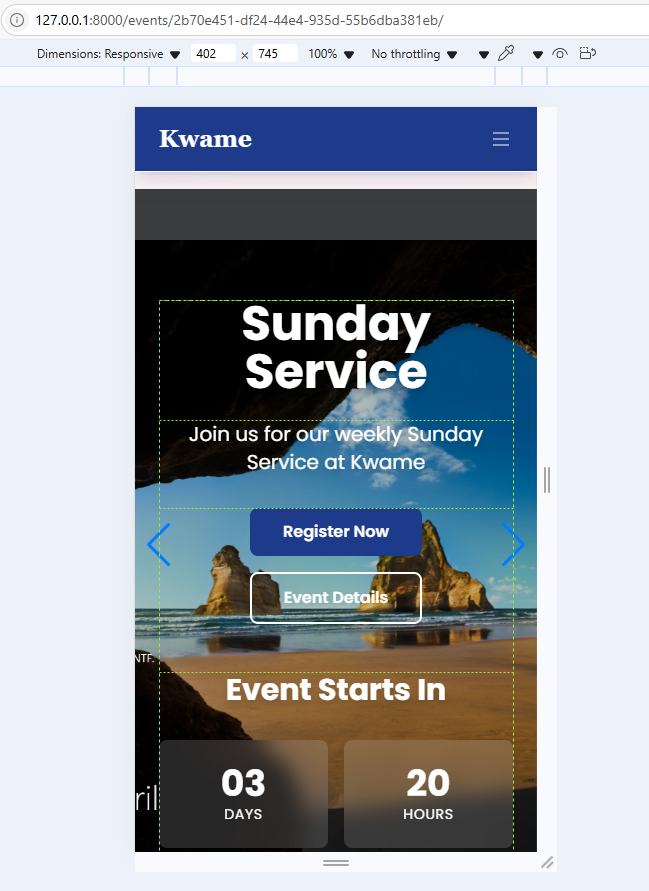 127.0.0.1:8000/events/2b70e451-df24-44e4-935d-55b6dba381eb/
Dimensions: Responsive 402 × 745 100% No throttling
Kwame
Sunday
Service
Join us for our weekly Sunday
Service at Kwame
Register Now
Event Details
NTF.
Event Starts In
ril
03
DAYS
20
HOURS